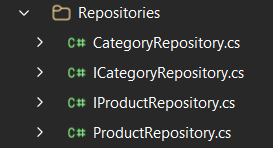 Repositories
C# CategoryRepository.cs
C# ICategoryRepository.cs
C# IProductRepository.cs
C# ProductRepository.cs